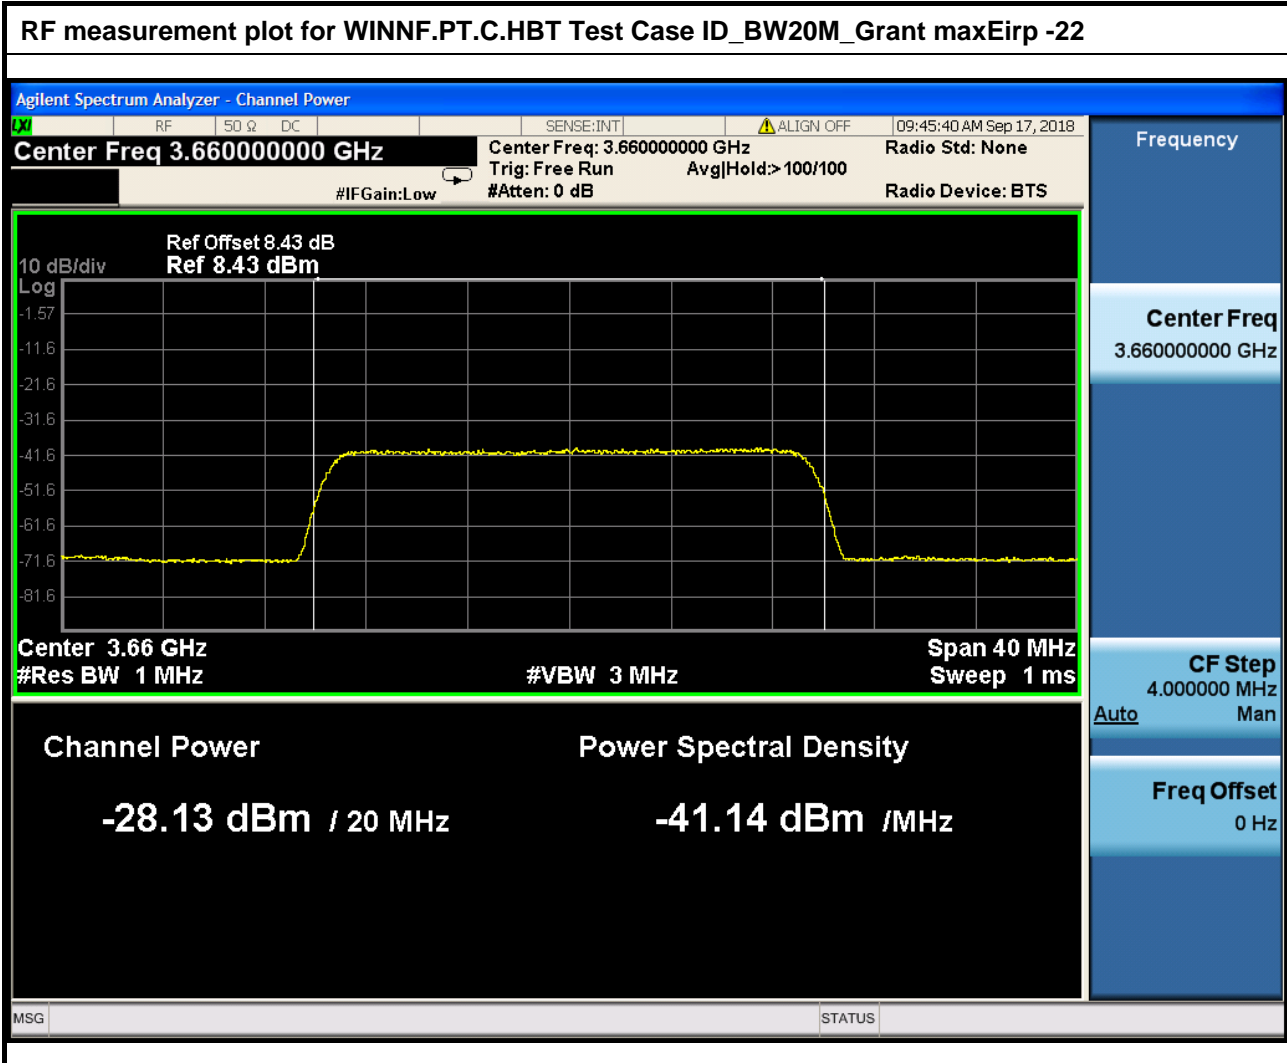 RF measurement plot for WINNF.PT.C.HBT Test Case ID_BW20M_Grant maxEirp -22
Agilent Spectrum Analyzer - Channel Power
LXI RF 50 Ω DC SENSE:INT ALIGN OFF 09:45:40 AM Sep 17, 2018
Center Freq 3.660000000 GHz
Center Freq: 3.660000000 GHz
Radio Std: None
Trig: Free Run Avg|Hold:>100/100
#IFGain:Low
#Atten: 0 dB
Radio Device: BTS
Ref Offset 8.43 dB
10 dB/div Ref 8.43 dBm
Log
-1.57
-11.6
-21.6
-31.6
-41.6
-51.6
-61.6
-71.6
-81.6
Center 3.66 GHz Span 40 MHz
#Res BW 1 MHz #VBW 3 MHz Sweep 1 ms
Channel Power Power Spectral Density
-28.13 dBm / 20 MHz -41.14 dBm /MHz
Frequency
Center Freq
3.660000000 GHz
CF Step
4.000000 MHz
Auto Man
Freq Offset
0 Hz
MSG STATUS